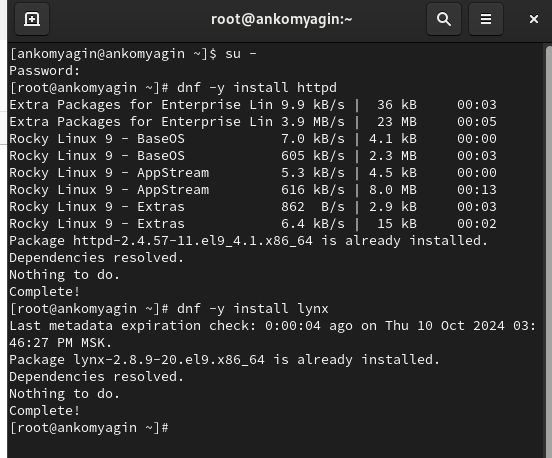 root@ankomyagin:~
[ankomyagin@ankomyagin ~]$ su -
Password:
[root@ankomyagin ~]# dnf -y install httpd
Extra Packages for Enterprise Lin 9.9 kB/s |  36 kB     00:03
Extra Packages for Enterprise Lin 3.9 MB/s |  23 MB     00:05
Rocky Linux 9 - BaseOS            7.0 kB/s | 4.1 kB     00:00
Rocky Linux 9 - BaseOS            605 kB/s | 2.3 MB     00:03
Rocky Linux 9 - AppStream         5.3 kB/s | 4.5 kB     00:00
Rocky Linux 9 - AppStream         616 kB/s | 8.0 MB     00:13
Rocky Linux 9 - Extras            862  B/s | 2.9 kB     00:03
Rocky Linux 9 - Extras            6.4 kB/s |  15 kB     00:02
Package httpd-2.4.57-11.el9_4.1.x86_64 is already installed.
Dependencies resolved.
Nothing to do.
Complete!
[root@ankomyagin ~]# dnf -y install lynx
Last metadata expiration check: 0:00:04 ago on Thu 10 Oct 2024 03:
46:27 PM MSK.
Package lynx-2.8.9-20.el9.x86_64 is already installed.
Dependencies resolved.
Nothing to do.
Complete!
[root@ankomyagin ~]#